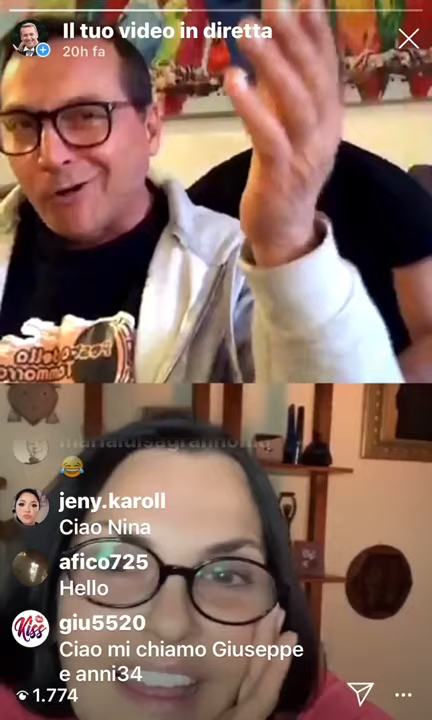 Il tuo video in diretta
20h fa
😂
jeny.karoll
Ciao Nina
afico725
Hello
giu5520
Kiss
Ciao mi chiamo Giuseppe
e anni34
1.774